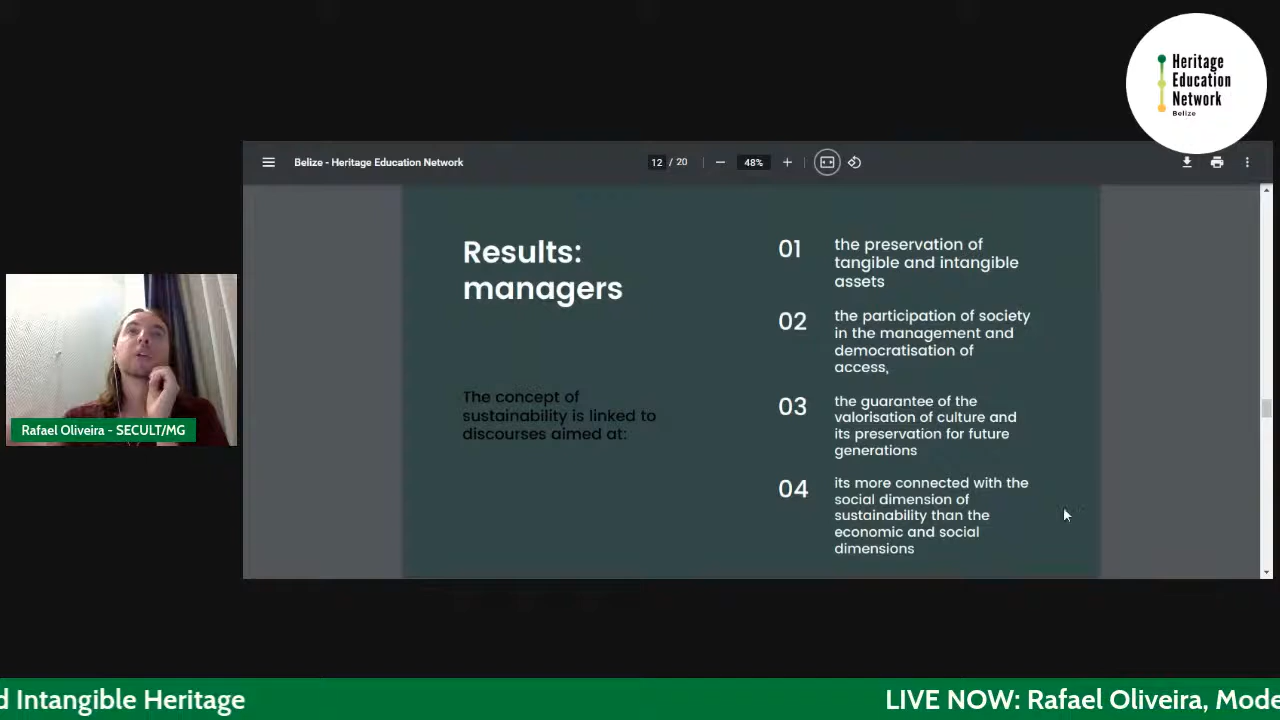 Heritage
Education
Network
Belize
Belize - Heritage Education Network
12 / 20
48%
Results:
managers
The concept of
sustainability is linked to
discourses aimed at:
01
the preservation of
tangible and intangible
assets
02
the participation of society
in the management and
democratisation of
access,
03
the guarantee of the
valorisation of culture and
its preservation for future
generations
04
its more connected with the
social dimension of
sustainability than the
economic and social
dimensions
Rafael Oliveira - SECULT/MG
d Intangible Heritage
LIVE NOW: Rafael Oliveira, Mode